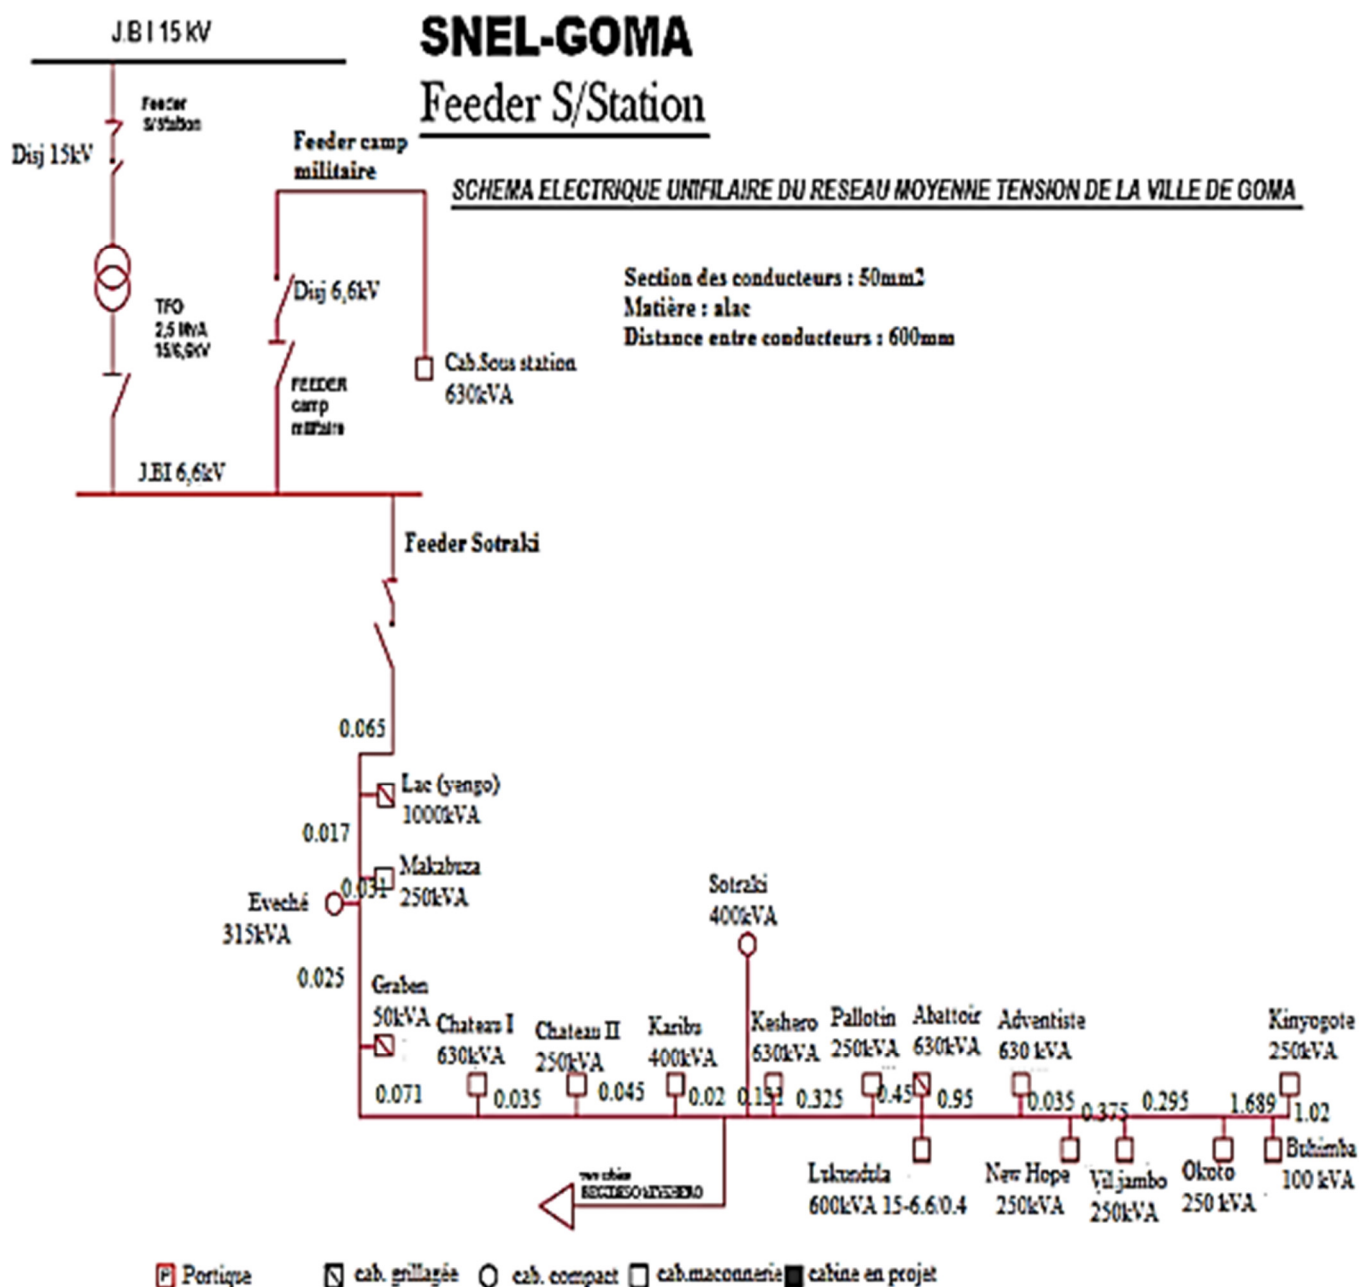 J.B I 15 kV
SNEL-GOMA
Feeder S/Station
Feeder
S/Station
Disj 15kV
Feeder camp
militaire
SCHEMA ELECTRIQUE UNIFILAIRE DU RESEAU MOYENNE TENSION DE LA VILLE DE GOMA
Section des conducteurs : 50mm2
Matière : alac
Distance entre conducteurs : 600mm
Disj 6,6kV
TFO
2,5 MVA
15/6,6kV
Cab.Sous station
630kVA
FEEDER
camp
militaire
J.BI 6,6kV
Feeder Sotraki
0.065
Lac (yengo)
1000kVA
0.017
Makabuza
250kVA
0.031
Eveché
315kVA
0.025
Graben
50kVA
Sotraki
400kVA
Chateau I
630kVA
Chateau II
250kVA
Karibu
400kVA
Keshero
630kVA
Pallotin
250kVA
Abattoir
630kVA
Adventiste
630 kVA
Kinyogote
250kVA
0.071
0.035
0.045
0.02
0.131
0.325
0.45
0.95
0.035
0.375
0.295
1.689
1.02
Lukundula
600kVA 15-6.6/0.4
New Hope
250kVA
Vil.jambo
250kVA
Okoto
250 kVA
Buhimba
100 kVA
P Portique
cab. grillagée
cab. compact
cab.maconnerie
cabine en projet